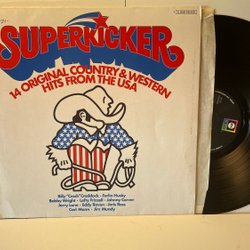 SUPERKICKER
14 ORIGINAL COUNTRY & WESTERN
HITS FROM THE USA
Billy "Crash" Craddock · Ferlin Husky
Bobby Wright · Lefty Frizzell · Johnny Carver
Jerry Lane · Eddy Raven · Joris Ross
Carl Mann · Jim Mundy